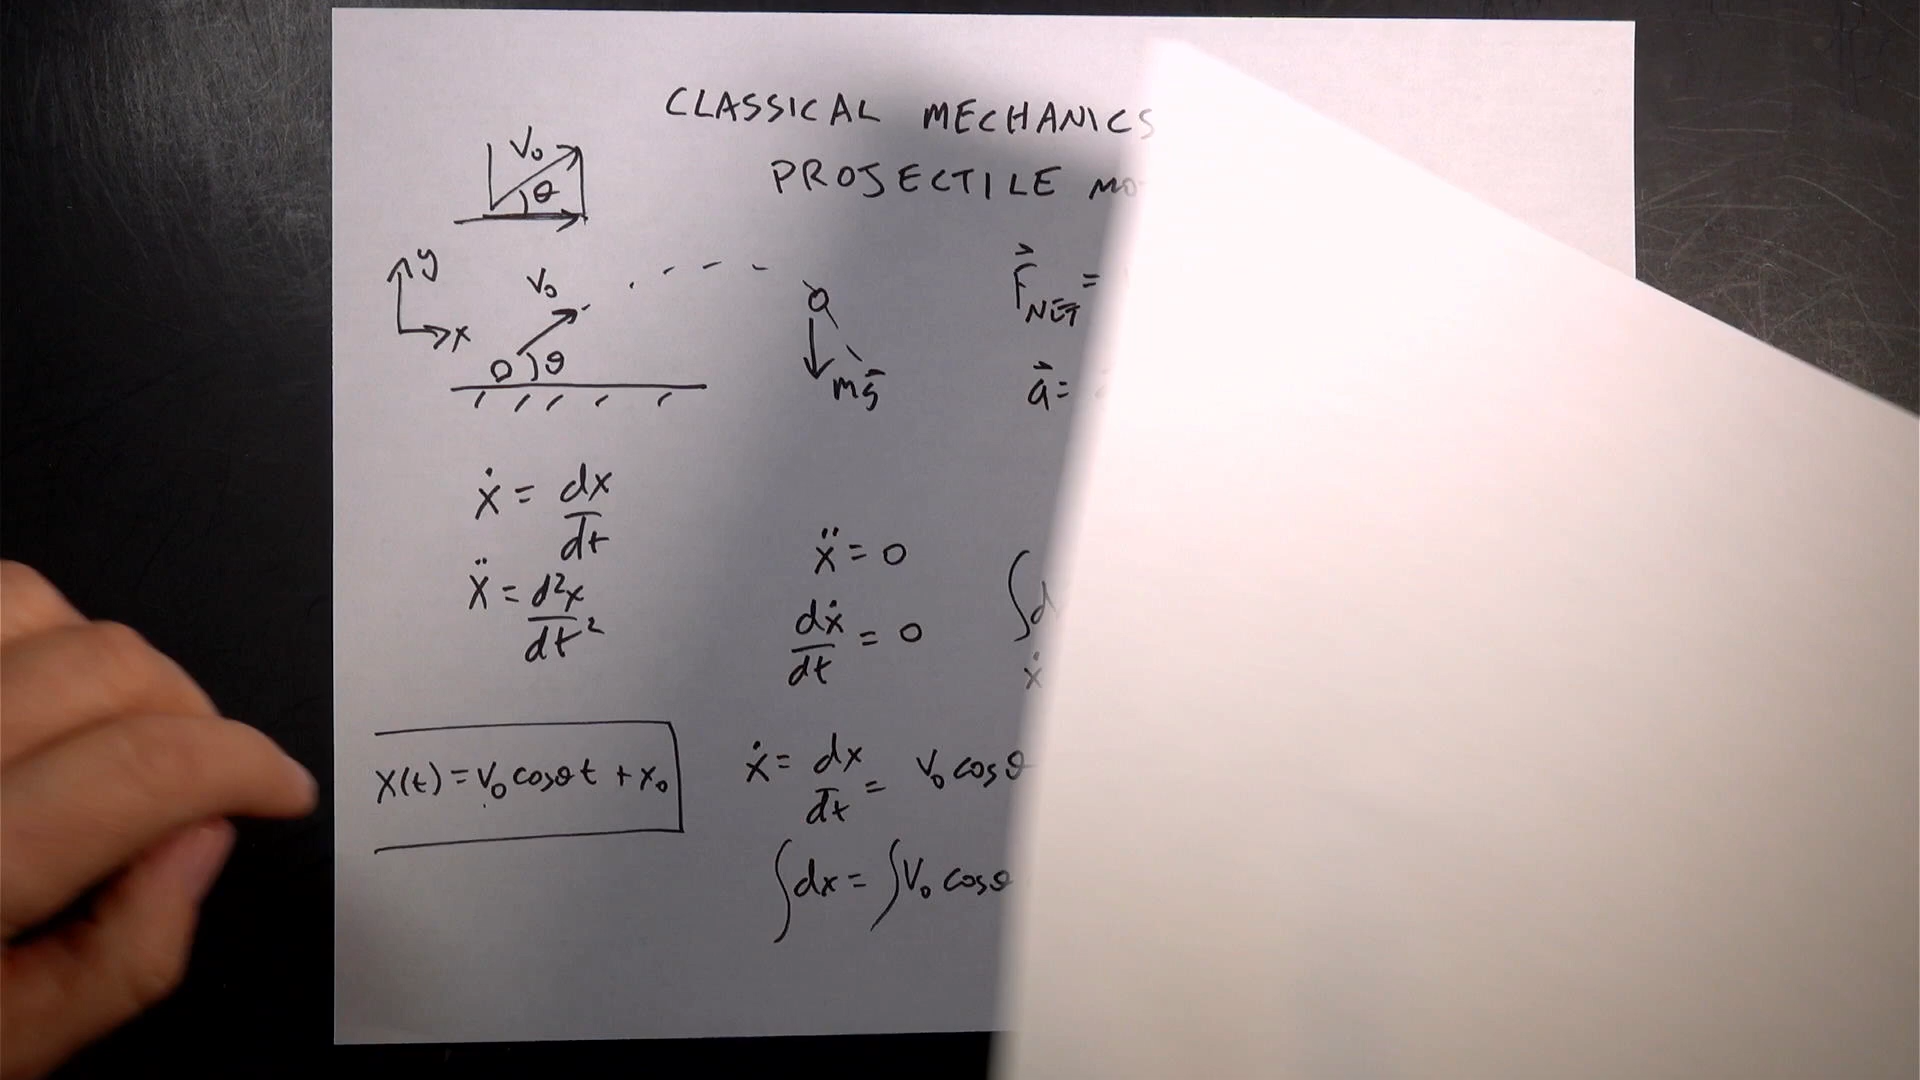 CLASSICAL MECHANICS
PROJECTILE
V₀
θ
y
x
V₀
θ
mg⃗
F⃗_NET =
a⃗ =
ẋ = dx/dt
ẍ = d²x/dt²
ẍ = 0
dẋ/dt = 0
∫d
ẋ
x(t) = V₀ cosθ t + x₀
ẋ = dx/dt = V₀ cosθ
∫dx = ∫V₀ cosθ